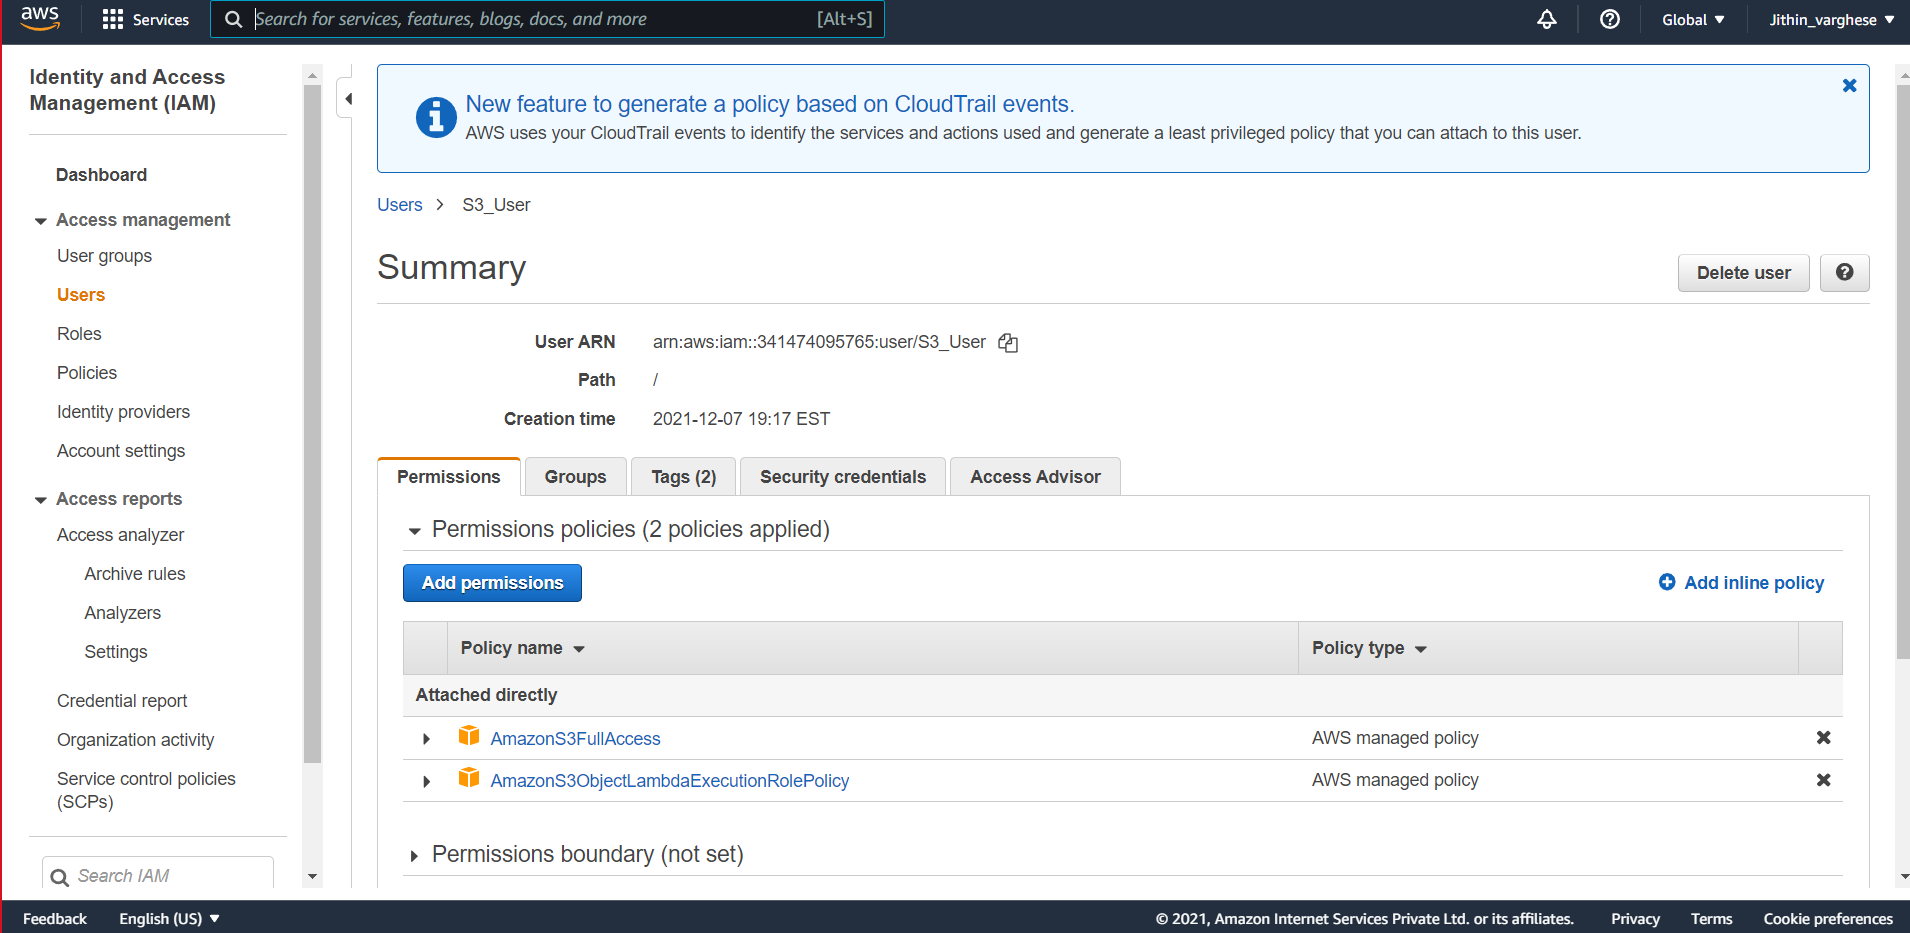 aws
Services
Search for services, features, blogs, docs, and more
[Alt+S]
Global
Jithin_varghese
Identity and Access
Management (IAM)
Dashboard
Access management
User groups
Users
Roles
Policies
Identity providers
Account settings
Access reports
Access analyzer
Archive rules
Analyzers
Settings
Credential report
Organization activity
Service control policies
(SCPs)
Search IAM
New feature to generate a policy based on CloudTrail events.
AWS uses your CloudTrail events to identify the services and actions used and generate a least privileged policy that you can attach to this user.
Users > S3_User
Summary
Delete user
User ARN arn:aws:iam::341474095765:user/S3_User
Path /
Creation time 2021-12-07 19:17 EST
Permissions
Groups
Tags (2)
Security credentials
Access Advisor
Permissions policies (2 policies applied)
Add permissions
Add inline policy
Policy name
Policy type
Attached directly
AmazonS3FullAccess
AWS managed policy
AmazonS3ObjectLambdaExecutionRolePolicy
AWS managed policy
Permissions boundary (not set)
Feedback
English (US)
© 2021, Amazon Internet Services Private Ltd. or its affiliates.
Privacy
Terms
Cookie preferences